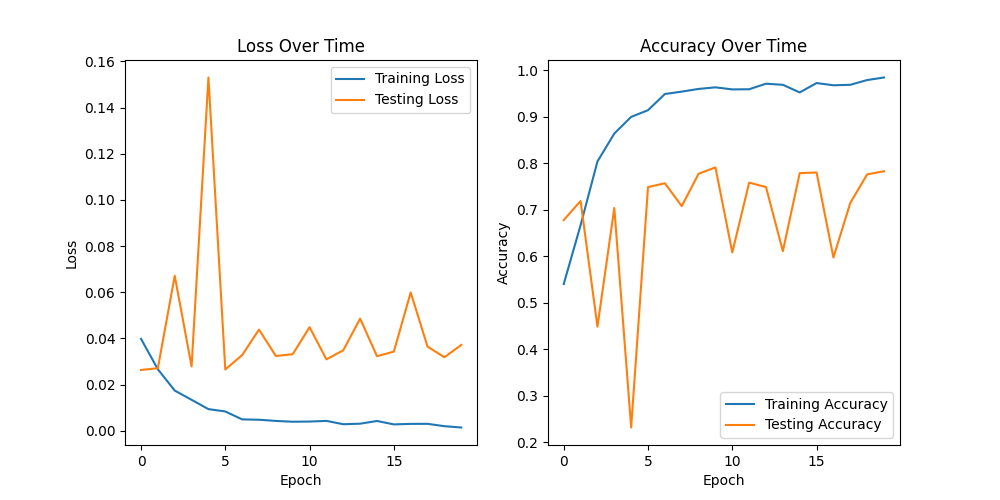 Loss Over Time
0.16
0.14
0.12
0.10
0.08
0.06
0.04
0.02
0.00
Loss
0
5
10
15
Epoch
Training Loss
Testing Loss
Accuracy Over Time
1.0
0.9
0.8
0.7
0.6
0.5
0.4
0.3
0.2
Accuracy
0
5
10
15
Epoch
Training Accuracy
Testing Accuracy